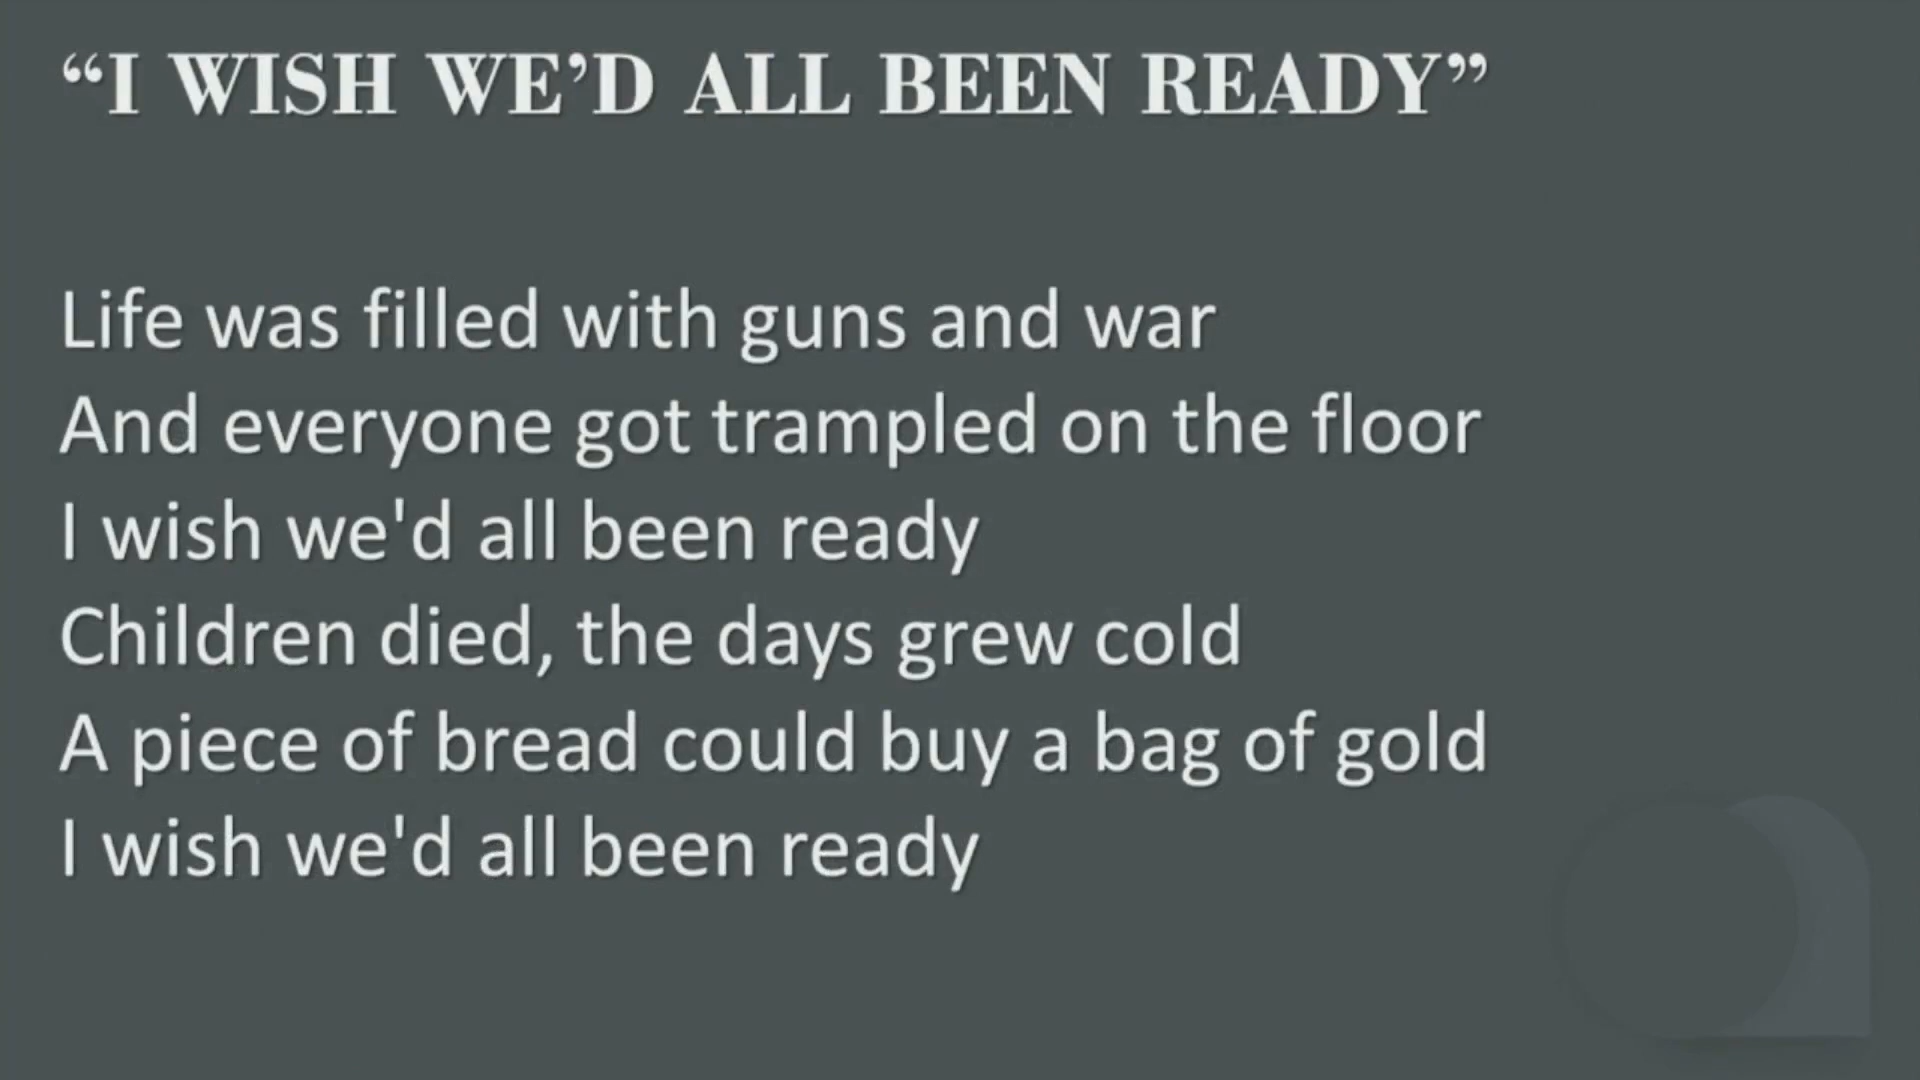 “I WISH WE’D ALL BEEN READY”
Life was filled with guns and war
And everyone got trampled on the floor
I wish we'd all been ready
Children died, the days grew cold
A piece of bread could buy a bag of gold
I wish we'd all been ready